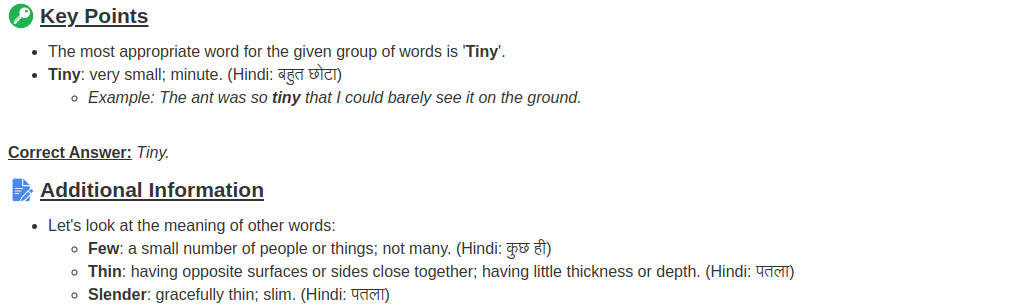 Key Points
The most appropriate word for the given group of words is 'Tiny'.
Tiny: very small; minute. (Hindi: बहुत छोटा)
Example: The ant was so tiny that I could barely see it on the ground.
Correct Answer: Tiny.
Additional Information
Let's look at the meaning of other words:
Few: a small number of people or things; not many. (Hindi: कुछ ही)
Thin: having opposite surfaces or sides close together; having little thickness or depth. (Hindi: पतला)
Slender: gracefully thin; slim. (Hindi: पतला)